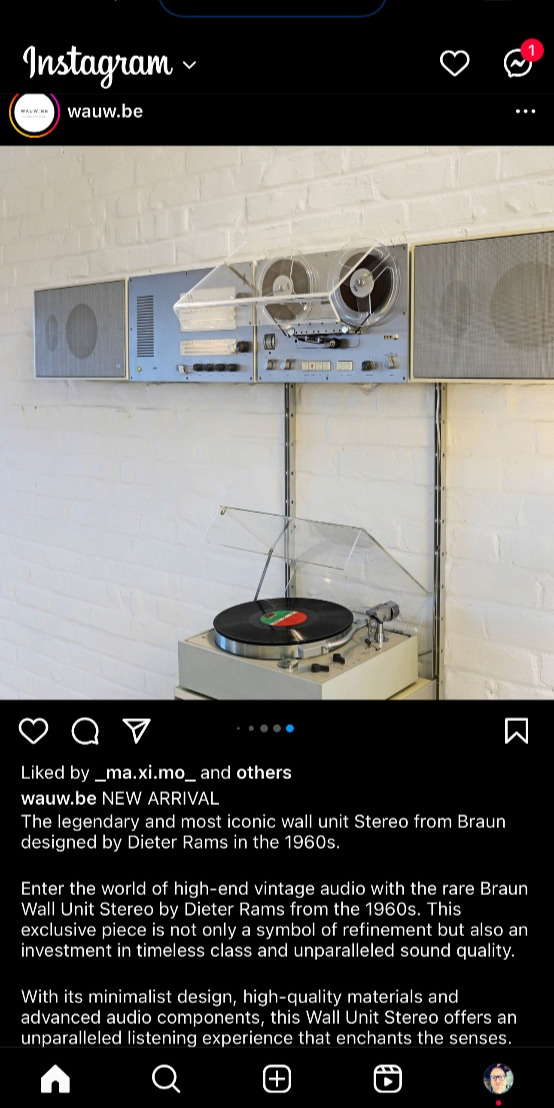 Instagram
1
WAUW.BE
wauw.be
Liked by _ma.xi.mo_ and others
wauw.be NEW ARRIVAL
The legendary and most iconic wall unit Stereo from Braun
designed by Dieter Rams in the 1960s.
Enter the world of high-end vintage audio with the rare Braun
Wall Unit Stereo by Dieter Rams from the 1960s. This
exclusive piece is not only a symbol of refinement but also an
investment in timeless class and unparalleled sound quality.
With its minimalist design, high-quality materials and
advanced audio components, this Wall Unit Stereo offers an
unparalleled listening experience that enchants the senses.